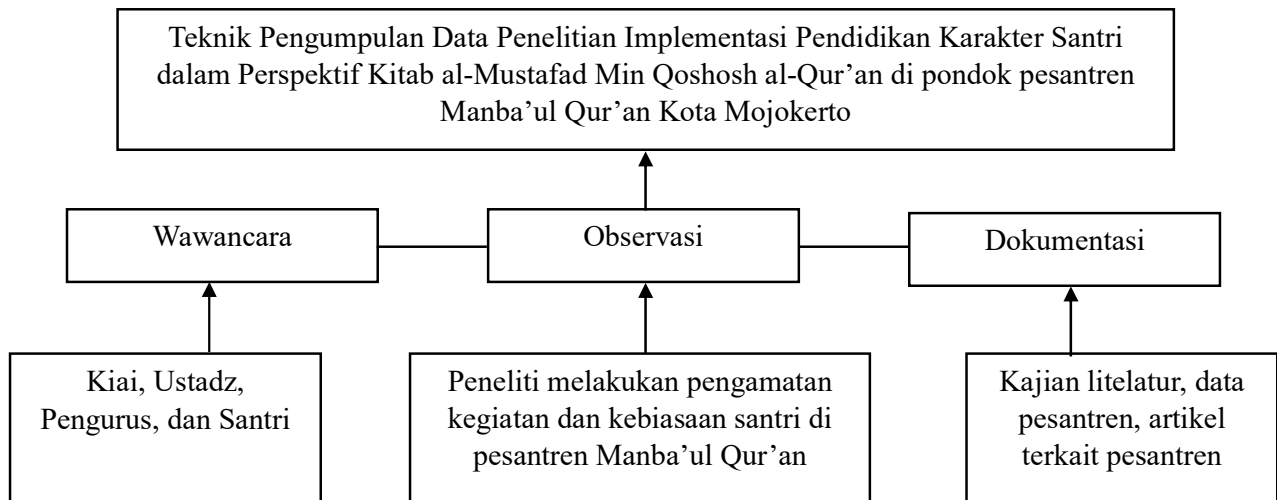 Teknik Pengumpulan Data Penelitian Implementasi Pendidikan Karakter Santri
dalam Perspektif Kitab al-Mustafad Min Qoshosh al-Qur’an di pondok pesantren
Manba’ul Qur’an Kota Mojokerto
Wawancara
Observasi
Dokumentasi
Kiai, Ustadz,
Pengurus, dan Santri
Peneliti melakukan pengamatan
kegiatan dan kebiasaan santri di
pesantren Manba’ul Qur’an
Kajian litelatur, data
pesantren, artikel
terkait pesantren